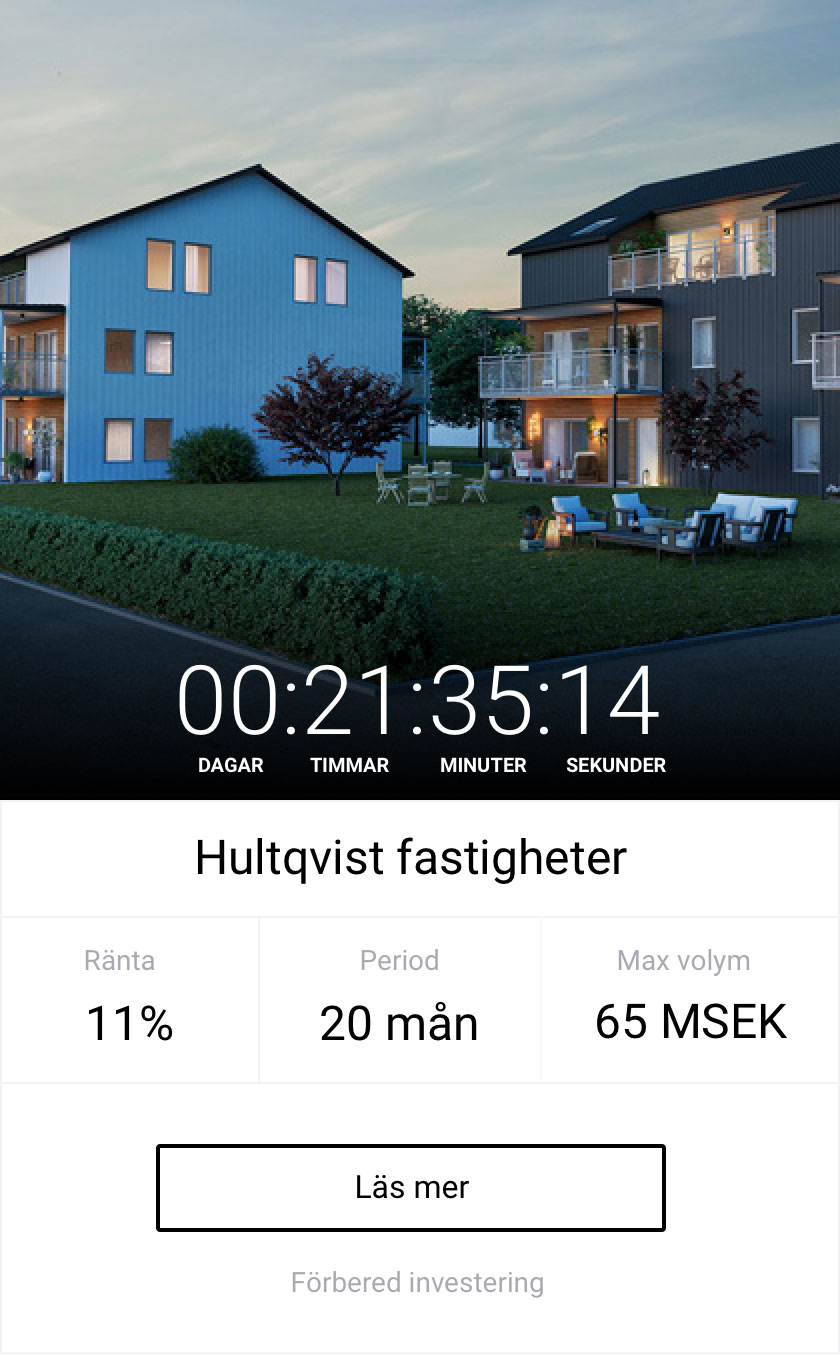 00:21:35:14
DAGAR TIMMAR MINUTER SEKUNDER
Hultqvist fastigheter
Ränta Period Max volym
11% 20 mån 65 MSEK
Läs mer
Förbered investering